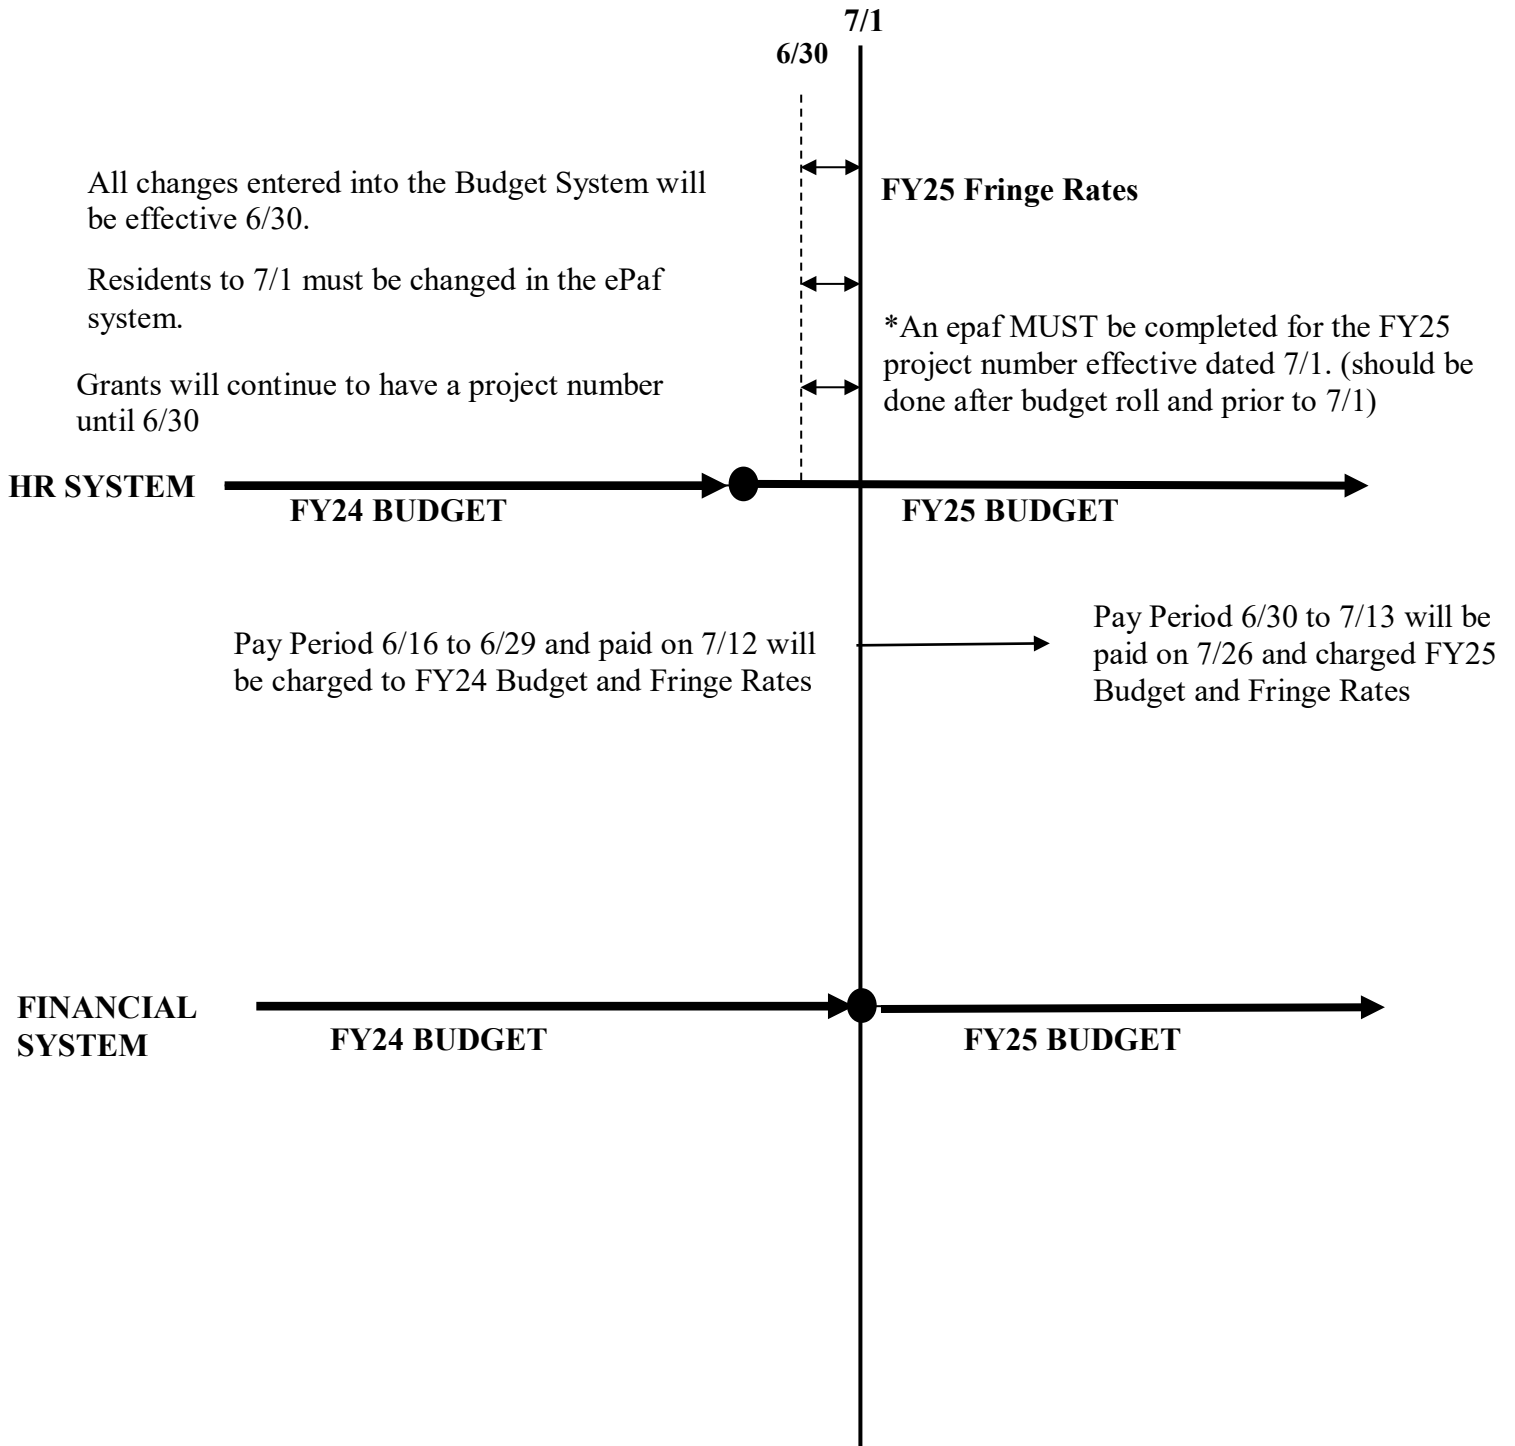 7/1
6/30
All changes entered into the Budget System will
be effective 6/30.
FY25 Fringe Rates
Residents to 7/1 must be changed in the ePaf
system.
*An epaf MUST be completed for the FY25
project number effective dated 7/1. (should be
done after budget roll and prior to 7/1)
Grants will continue to have a project number
until 6/30
HR SYSTEM
FY24 BUDGET
FY25 BUDGET
Pay Period 6/16 to 6/29 and paid on 7/12 will
be charged to FY24 Budget and Fringe Rates
Pay Period 6/30 to 7/13 will be
paid on 7/26 and charged FY25
Budget and Fringe Rates
FINANCIAL
SYSTEM
FY24 BUDGET
FY25 BUDGET